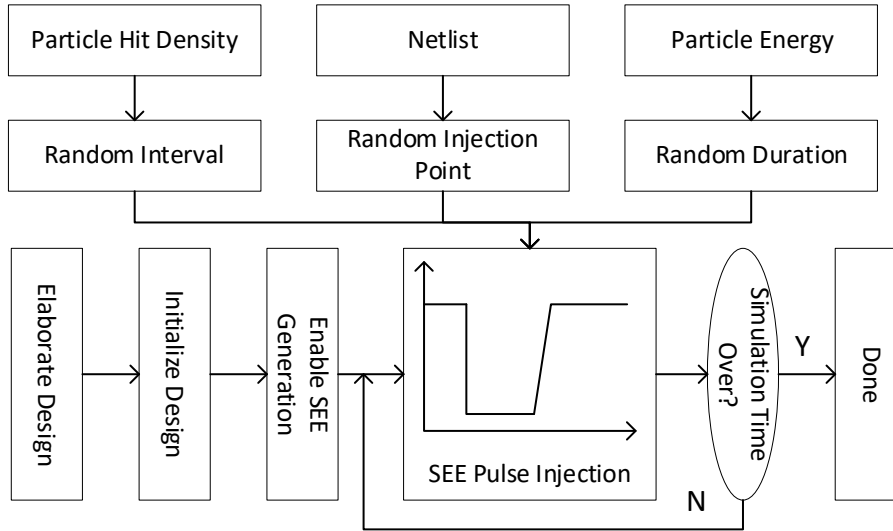 Particle Hit Density
Netlist
Particle Energy
Random Interval
Random Injection
Point
Random Duration
Elaborate Design
Initialize Design
Enable SEE
Generation
SEE Pulse Injection
Simulation Time
Over?
Y
N
Done